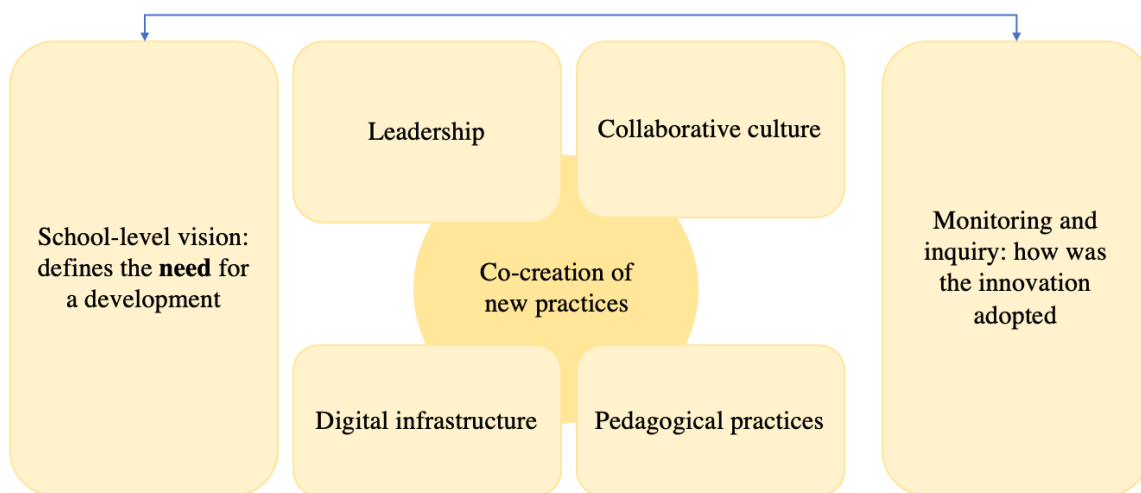 School-level vision:
defines the need for
a development
Leadership
Collaborative culture
Co-creation of
new practices
Digital infrastructure
Pedagogical practices
Monitoring and
inquiry: how was
the innovation
adopted